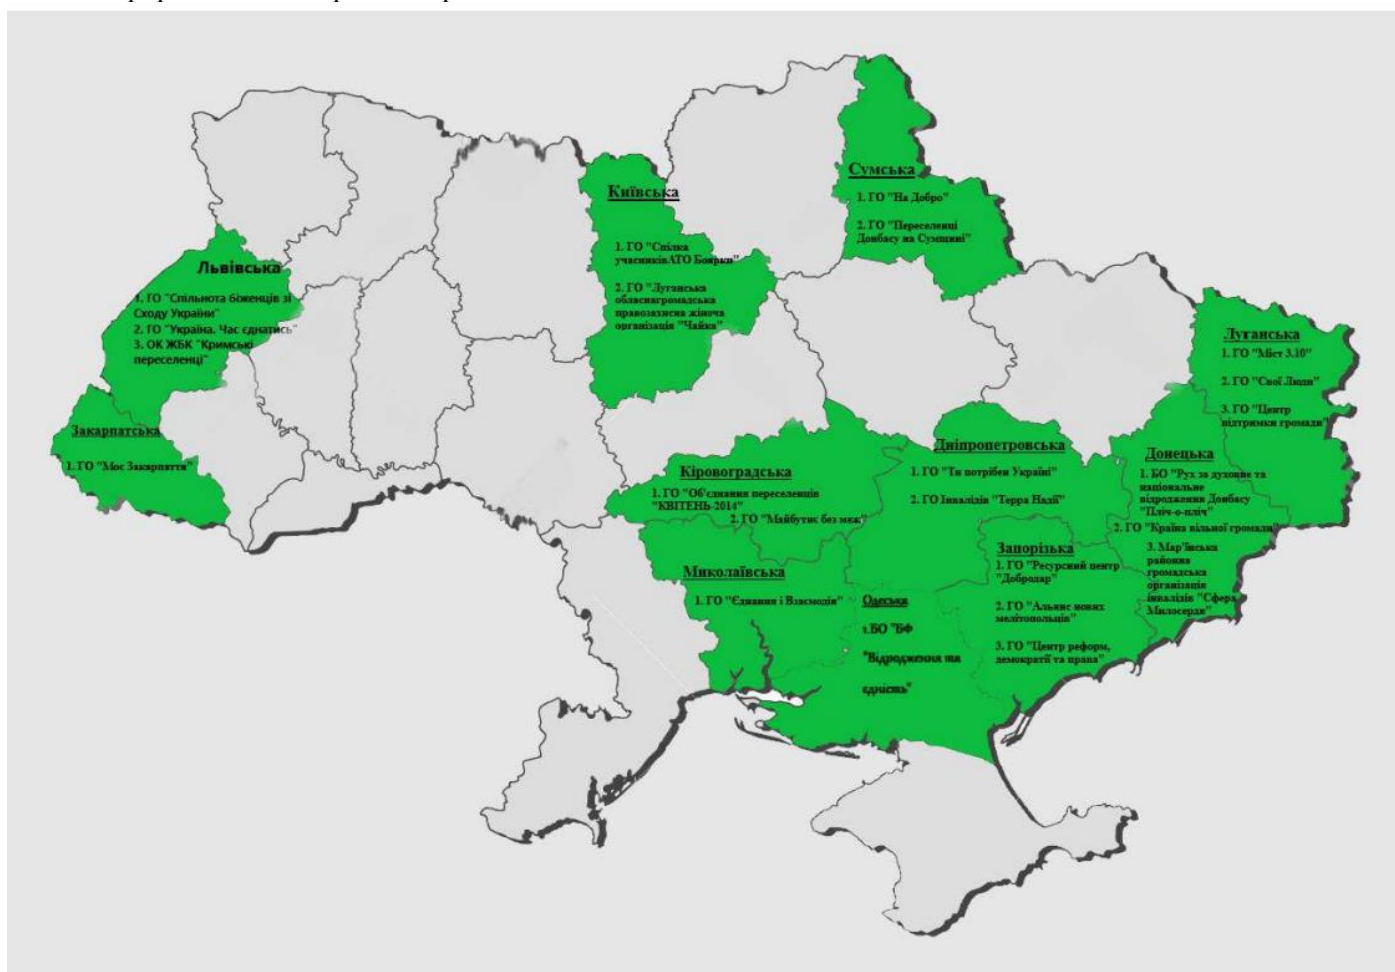 Сумська
1. ГО "На Добро"
2. ГО "Переселенці
Донбасу на Сумщині"
Київська
1. ГО "Спілка
учасниківАТО Боярки"
2. ГО "Луганська
обласнагромадська
правозахисна жіноча
організація "Чайка"
Львівська
1. ГО "Спільнота біженців зі
Сходу України"
2. ГО "Україна. Час єднатись"
3. ОК ЖБК "Кримські
переселенці"
Закарпатська
1. ГО "Моє Закарпаття"
Луганська
1. ГО "Міст 3.10"
2. ГО "Свої Люди"
3. ГО "Центр
підтримки громади"
Донецька
1. БО "Рух за духовне та
національне
відродження Донбасу
"Пліч-о-пліч"
2. ГО "Країна вільної громади"
3. Мар'їнська
районна
громадська
організація
інвалідів "Сфера
Милосердя"
Дніпропетровська
1. ГО "Ти потрібен Україні"
2. ГО Інвалідів "Терра Надії"
Кіровоградська
1. ГО "Об'єднання переселенців
"КВІТЕНЬ-2014"
2. ГО "Майбутнє без меж"
Запорізька
1. ГО "Ресурсний центр
"Добродар"
2. ГО "Альянс нових
мелітопольців"
3. ГО "Центр реформ,
демократії та права"
Миколаївська
1. ГО "Єднання і Взаємодія"
Одеська
1.БО "БФ
"Відродження та
єдність"